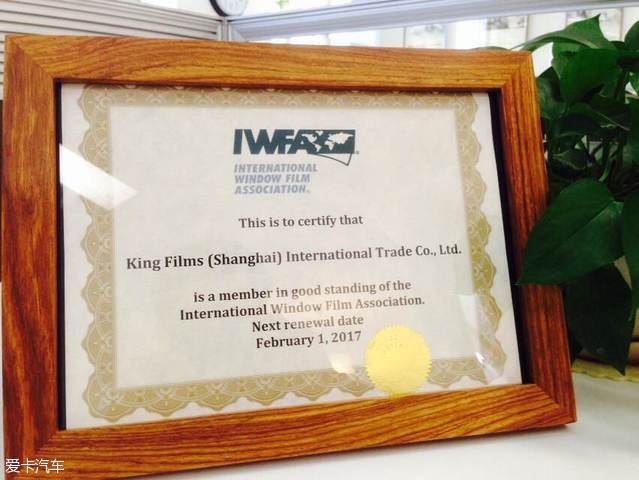 IWFA
INTERNATIONAL
WINDOW FILM
ASSOCIATION
This is to certify that
King Films (Shanghai) International Trade Co., Ltd.
is a member in good standing of the
International Window Film Association.
Next renewal date
February 1, 2017
爱卡汽车